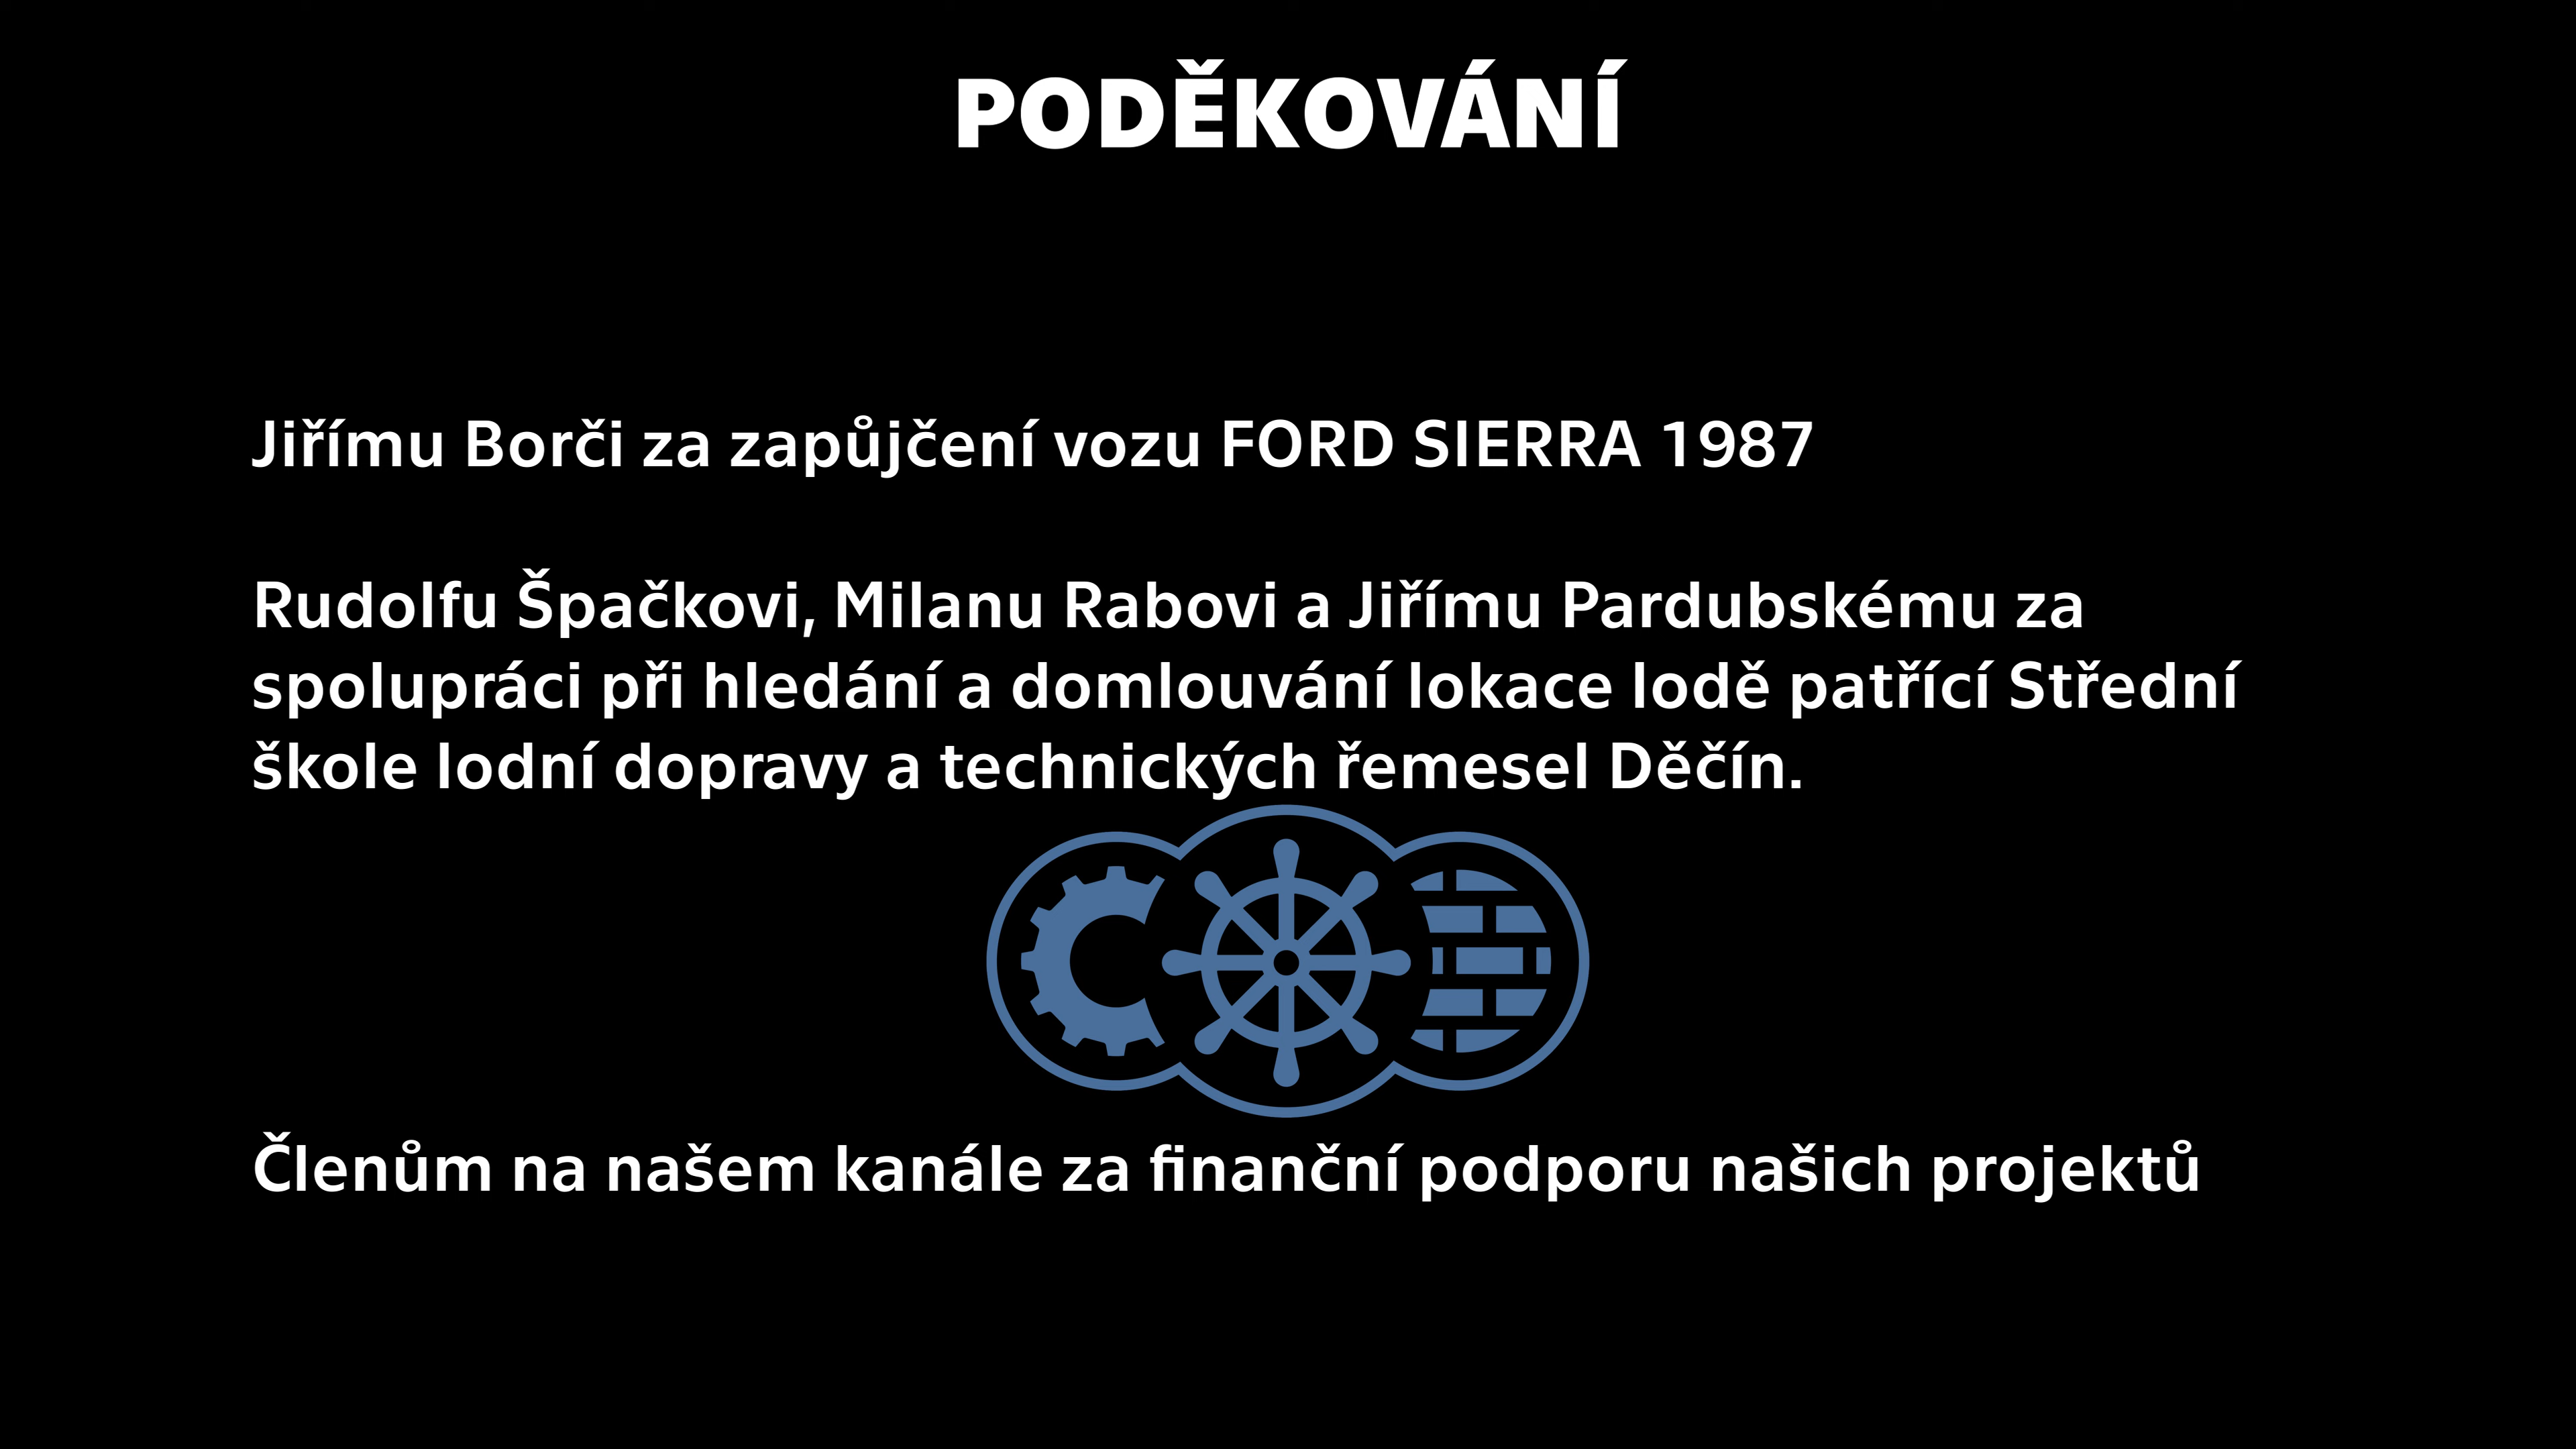 PODĚKOVÁNÍ
Jiřímu Borči za zapůjčení vozu FORD SIERRA 1987
Rudolfu Špačkovi, Milanu Rabovi a Jiřímu Pardubskému za
spolupráci při hledání a domlouvání lokace lodě patřící Střední
škole lodní dopravy a technických řemesel Děčín.
Členům na našem kanále za finanční podporu našich projektů